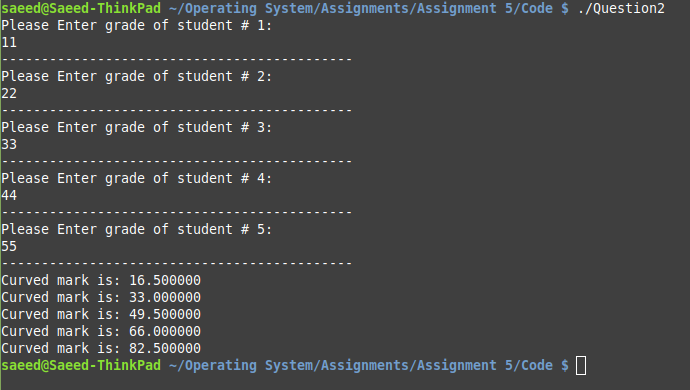 saeed@Saeed-ThinkPad ~/Operating System/Assignments/Assignment 5/Code $ ./Question2
Please Enter grade of student # 1:
11
--------------------------------------------
Please Enter grade of student # 2:
22
--------------------------------------------
Please Enter grade of student # 3:
33
--------------------------------------------
Please Enter grade of student # 4:
44
--------------------------------------------
Please Enter grade of student # 5:
55
--------------------------------------------
Curved mark is: 16.500000
Curved mark is: 33.000000
Curved mark is: 49.500000
Curved mark is: 66.000000
Curved mark is: 82.500000
saeed@Saeed-ThinkPad ~/Operating System/Assignments/Assignment 5/Code $